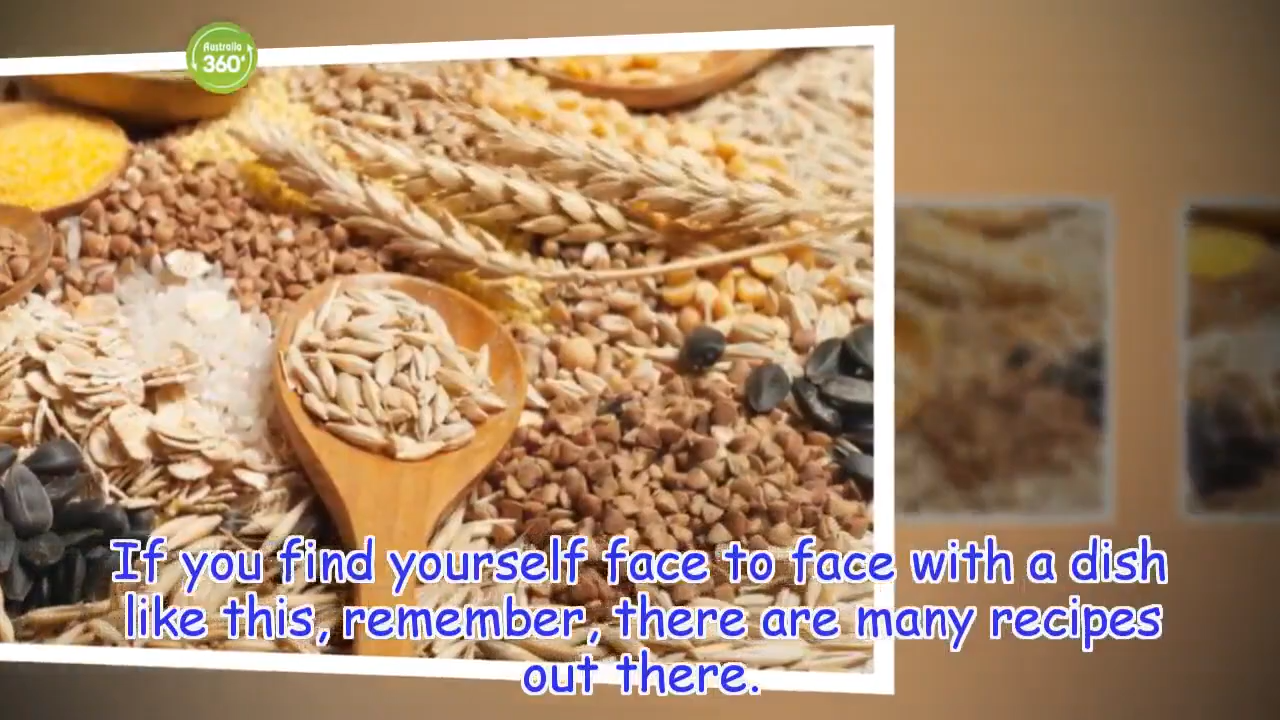 Australia
360°
If you find yourself face to face with a dish
like this, remember, there are many recipes
out there.